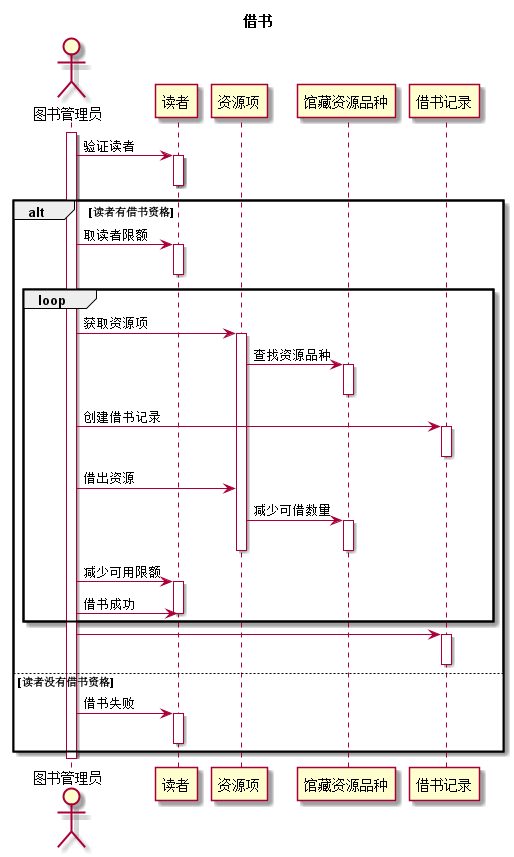 借书
图书管理员
读者
资源项
馆藏资源品种
借书记录
验证读者
alt
[读者有借书资格]
取读者限额
loop
获取资源项
查找资源品种
创建借书记录
借出资源
减少可借数量
减少可用限额
借书成功
[读者没有借书资格]
借书失败
图书管理员
读者
资源项
馆藏资源品种
借书记录